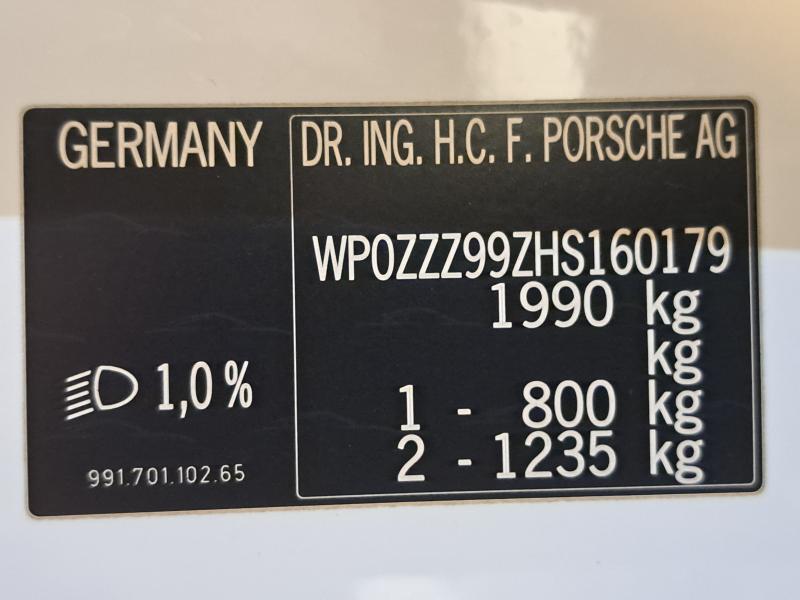 GERMANY
DR. ING. H.C. F. PORSCHE AG
WP0ZZZ99ZHS160179
1990 kg
kg
1 - 800 kg
2 - 1235 kg
1,0 %
991.701.102.65